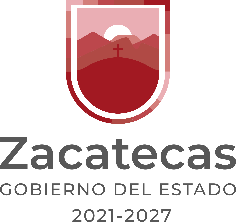 Zacatecas
GOBIERNO DEL ESTADO
2021-2027